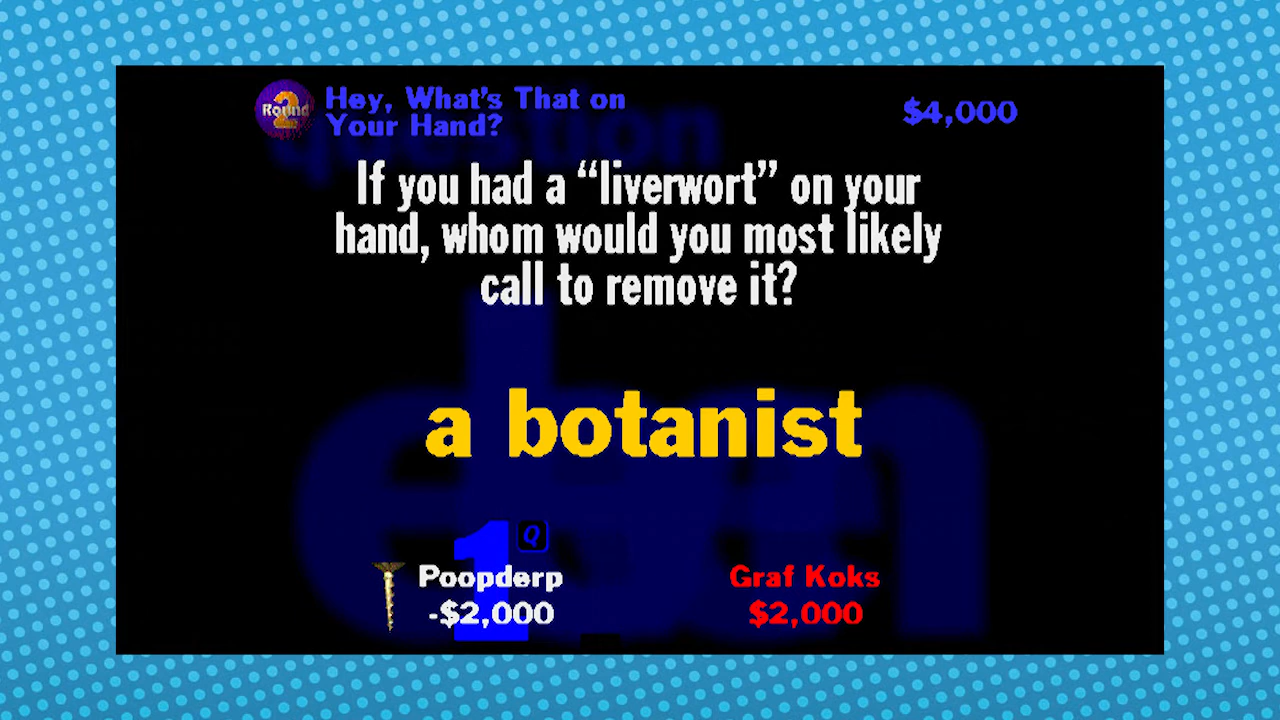 Round 2
Hey, What's That on
Your Hand?
$4,000
question
If you had a “liverwort” on your
hand, whom would you most likely
call to remove it?
a botanist
1
Q
Poopderp
-$2,000
Graf Koks
$2,000